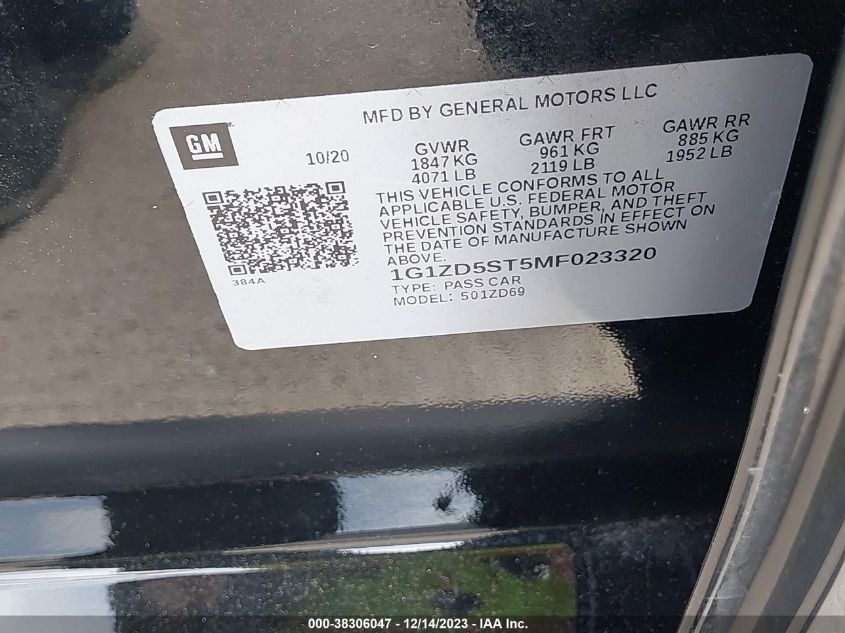 MFD BY GENERAL MOTORS LLC
GM
10/20
GVWR
1847 KG
4071 LB
GAWR FRT
961 KG
2119 LB
GAWR RR
885 KG
1952 LB
THIS VEHICLE CONFORMS TO ALL
APPLICABLE U.S. FEDERAL MOTOR
VEHICLE SAFETY, BUMPER, AND THEFT
PREVENTION STANDARDS IN EFFECT ON
THE DATE OF MANUFACTURE SHOWN
ABOVE.
384A
1G1ZD5ST5MF023320
TYPE: PASS CAR
MODEL: 501ZD69
000-38306047 - 12/14/2023 - IAA Inc.